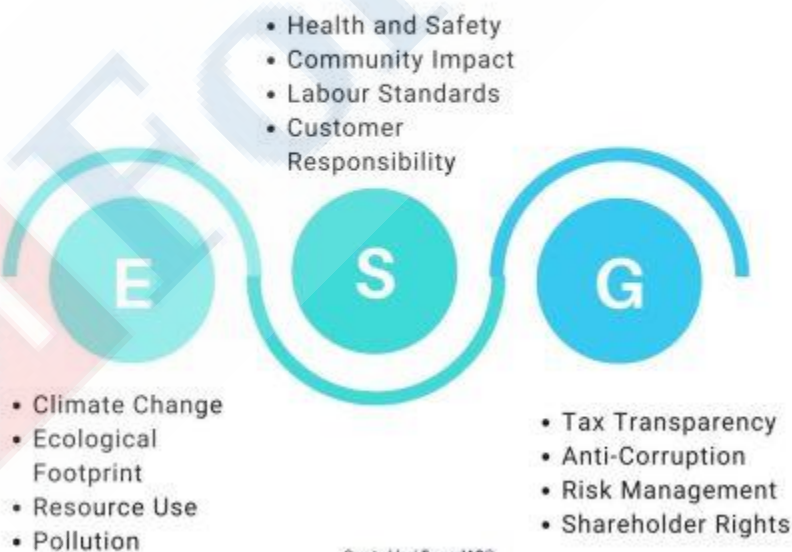 • Health and Safety
• Community Impact
• Labour Standards
• Customer
Responsibility
E
S
G
• Climate Change
• Ecological
Footprint
• Resource Use
• Pollution
• Tax Transparency
• Anti-Corruption
• Risk Management
• Shareholder Rights